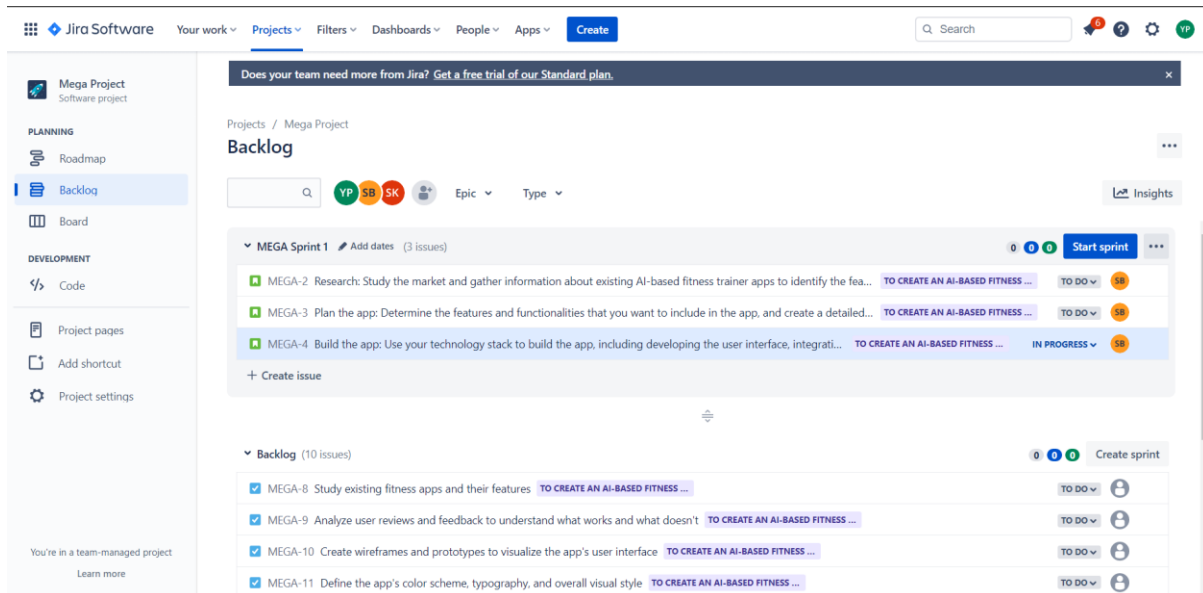 Jira Software Your work Projects Filters Dashboards People Apps Create Search 6 YP
Mega Project
Software project
PLANNING
Roadmap
Backlog
Board
DEVELOPMENT
Code
Project pages
Add shortcut
Project settings
You're in a team-managed project
Learn more
Does your team need more from Jira? Get a free trial of our Standard plan.
Projects / Mega Project
Backlog
YP SB SK Epic Type Insights
MEGA Sprint 1 Add dates (3 issues) 0 0 0 Start sprint
MEGA-2 Research: Study the market and gather information about existing AI-based fitness trainer apps to identify the fea... TO CREATE AN AI-BASED FITNESS ... TO DO SB
MEGA-3 Plan the app: Determine the features and functionalities that you want to include in the app, and create a detailed... TO CREATE AN AI-BASED FITNESS ... TO DO SB
MEGA-4 Build the app: Use your technology stack to build the app, including developing the user interface, integrati... TO CREATE AN AI-BASED FITNESS ... IN PROGRESS SB
+ Create issue
Backlog (10 issues) 0 0 0 Create sprint
MEGA-8 Study existing fitness apps and their features TO CREATE AN AI-BASED FITNESS ... TO DO
MEGA-9 Analyze user reviews and feedback to understand what works and what doesn't TO CREATE AN AI-BASED FITNESS ... TO DO
MEGA-10 Create wireframes and prototypes to visualize the app's user interface TO CREATE AN AI-BASED FITNESS ... TO DO
MEGA-11 Define the app's color scheme, typography, and overall visual style TO CREATE AN AI-BASED FITNESS ... TO DO